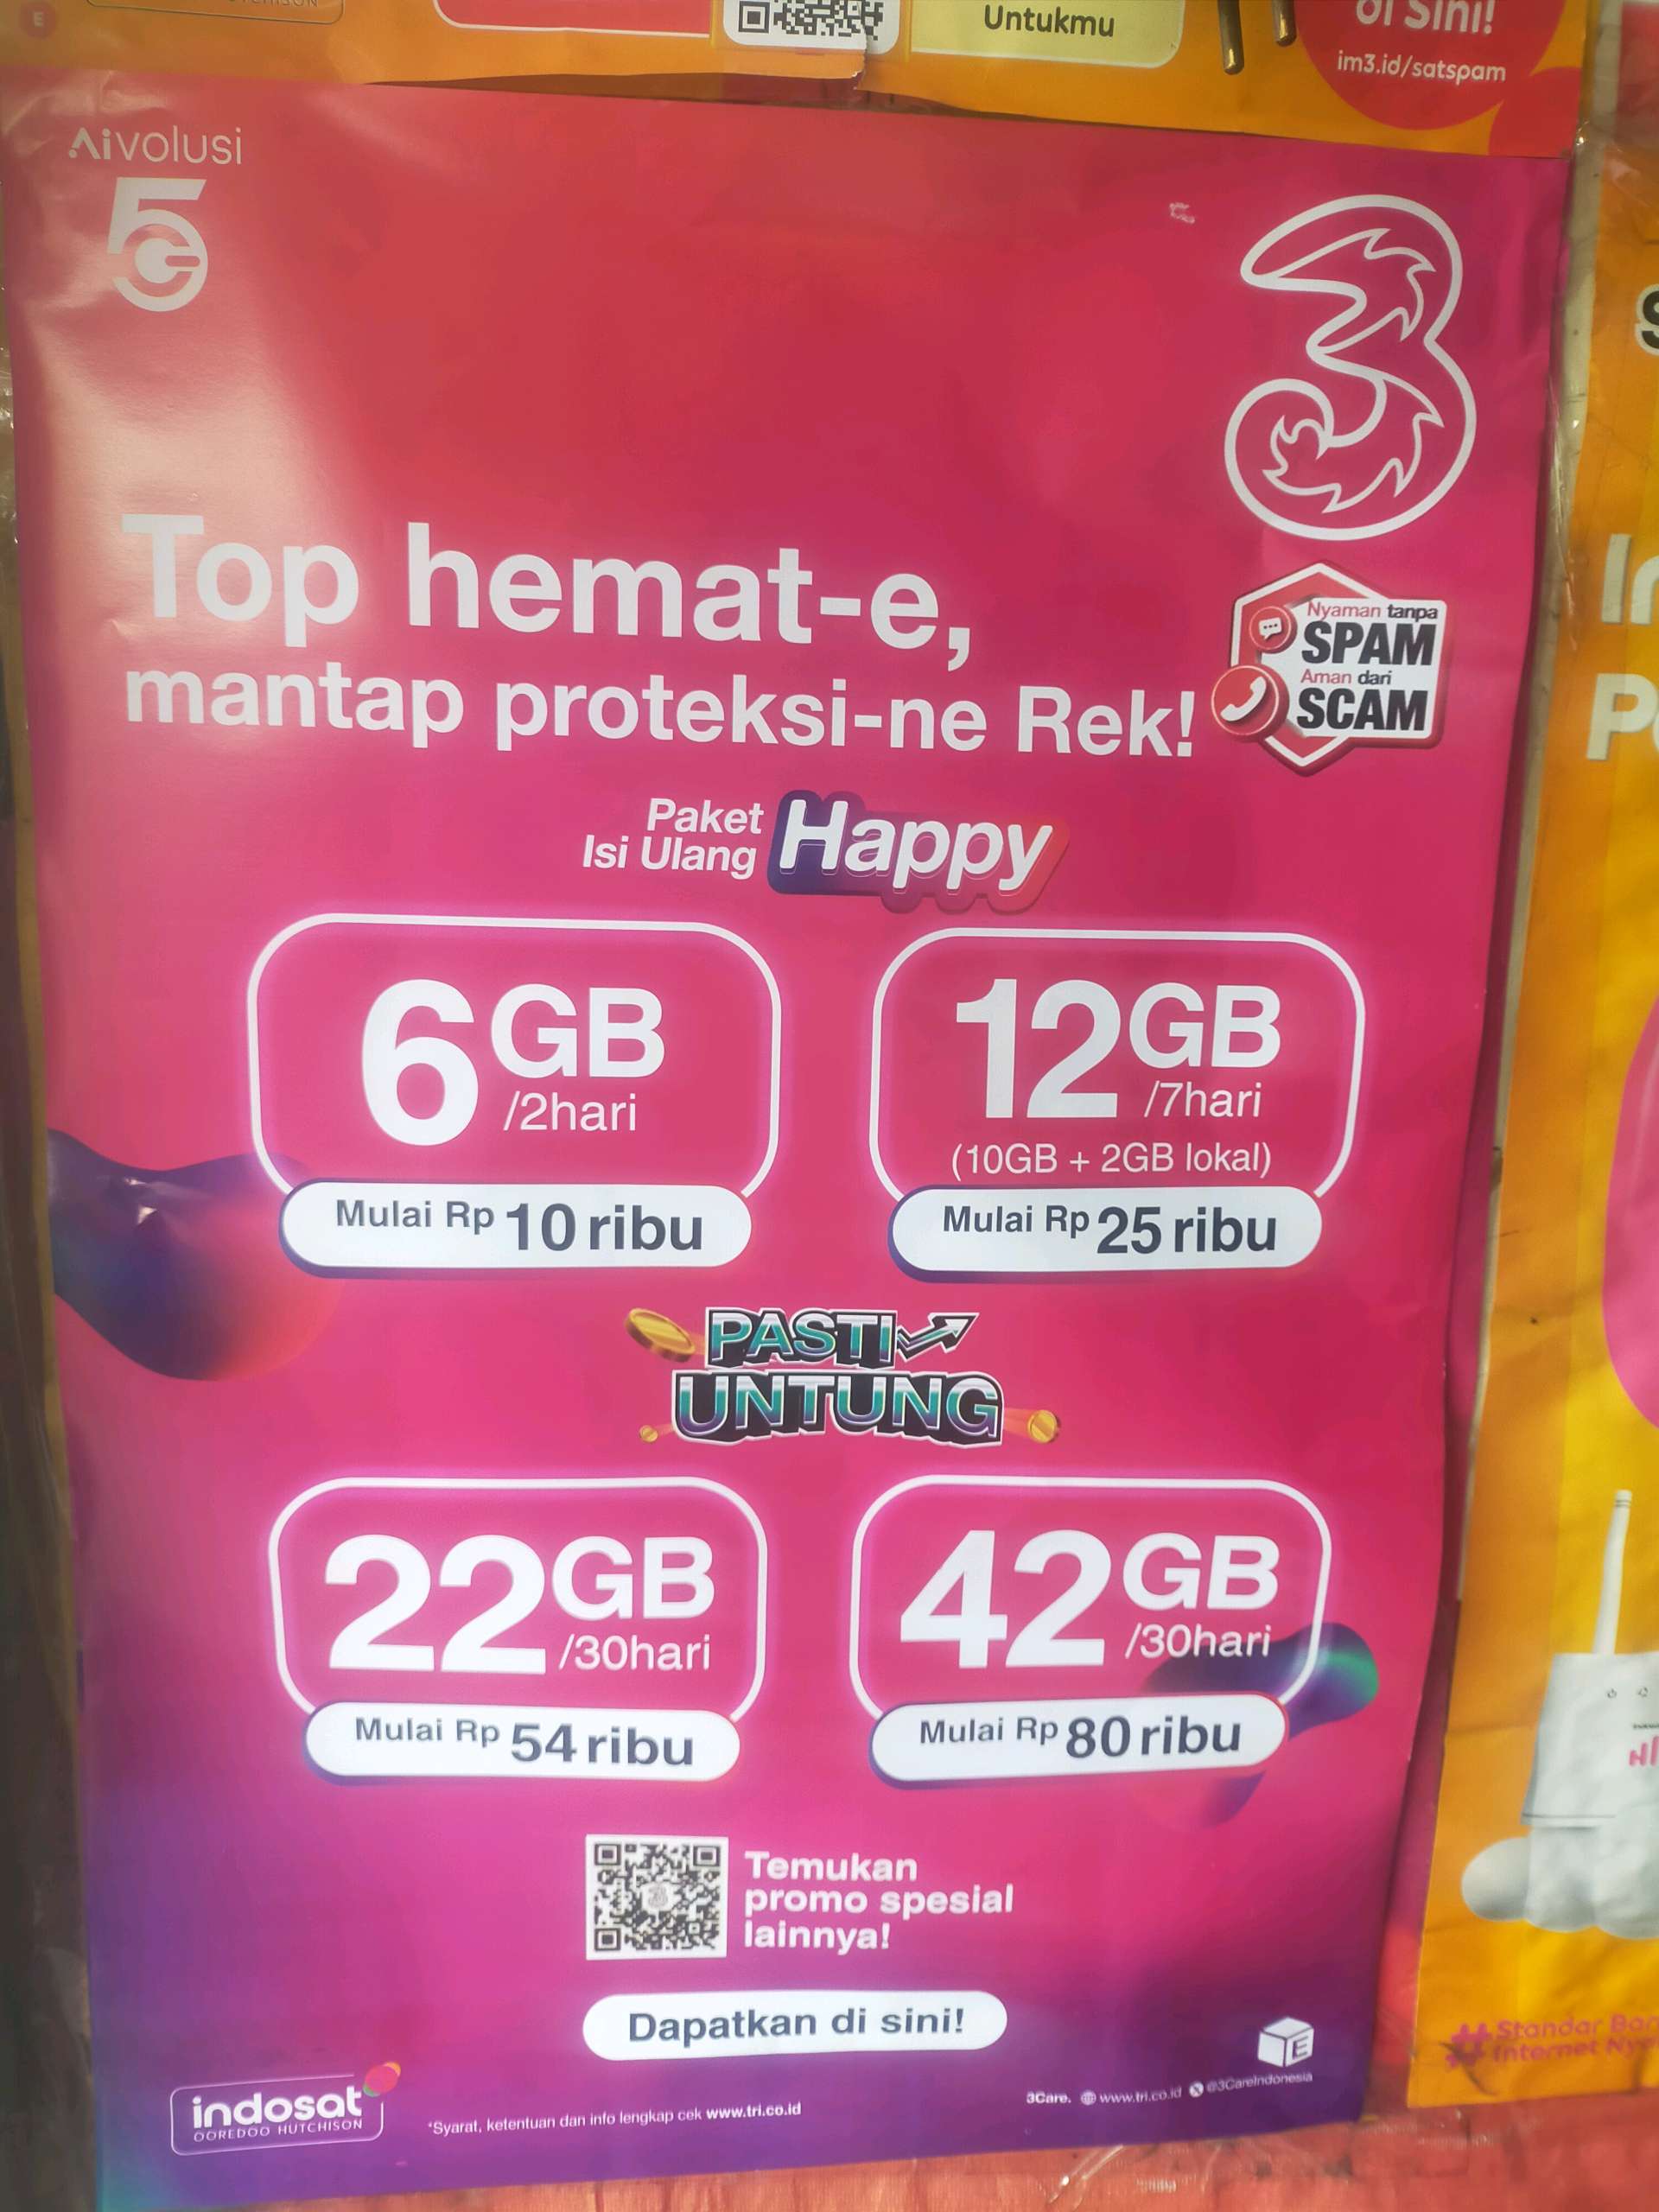 Untukmu
di Sini!
im3.id/satspam
Aivolusi
5G
3
Top hemat-e,
mantap proteksi-ne Rek!
Nyaman tanpa
SPAM
Aman dari
SCAM
Paket
Isi Ulang
Happy
6GB
/2hari
Mulai Rp 10 ribu
12GB
/7hari
(10GB + 2GB lokal)
Mulai Rp 25 ribu
PASTI
UNTUNG
22GB
/30hari
Mulai Rp 54 ribu
42GB
/30hari
Mulai Rp 80 ribu
Temukan
promo spesial
lainnya!
Dapatkan di sini!
E
indosat
OOREDOO HUTCHISON
*Syarat, ketentuan dan info lengkap cek www.tri.co.id
3Care. www.tri.co.id @3CareIndonesia
#Standar
Internet